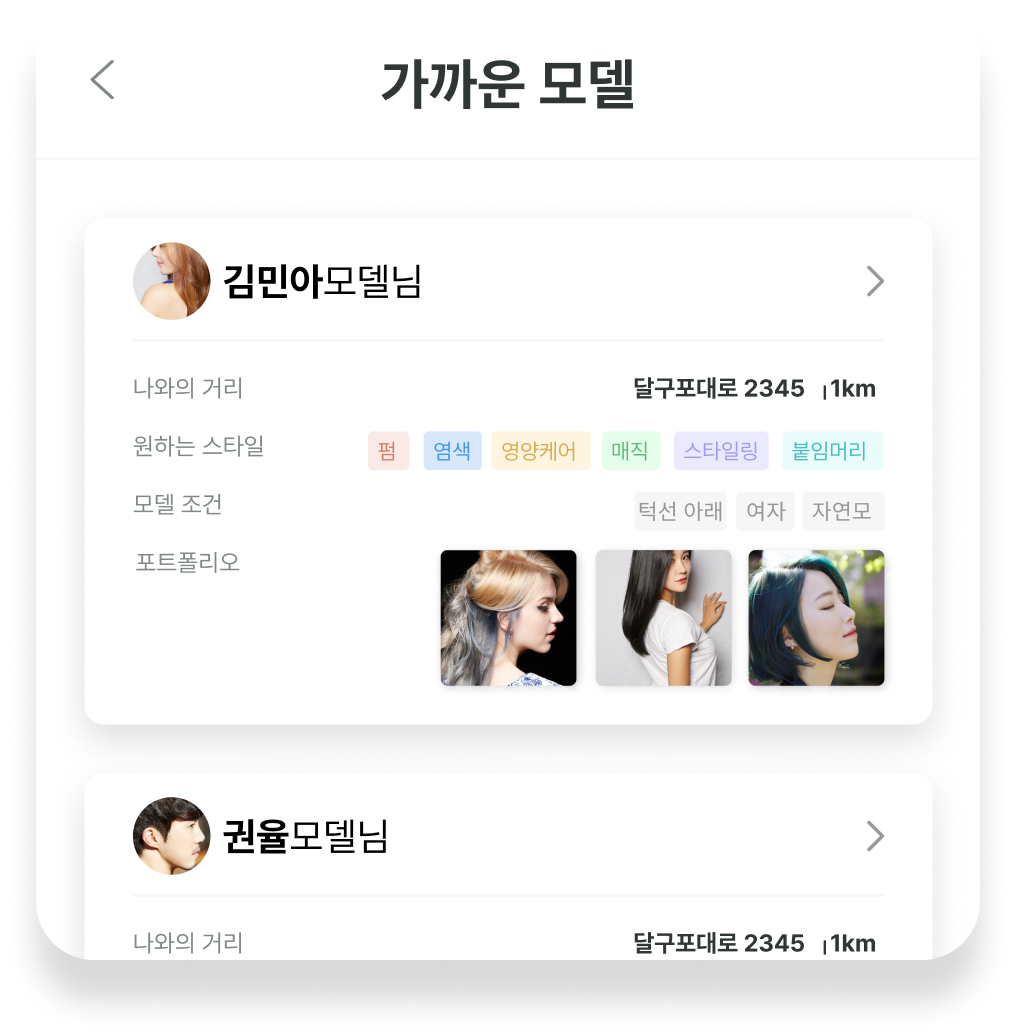 가까운 모델
김민아모델님
나와의 거리 달구포대로 2345 1km
원하는 스타일 펌 염색 영양케어 매직 스타일링 붙임머리
모델 조건 턱선 아래 여자 자연모
포트폴리오
권율모델님
나와의 거리 달구포대로 2345 1km